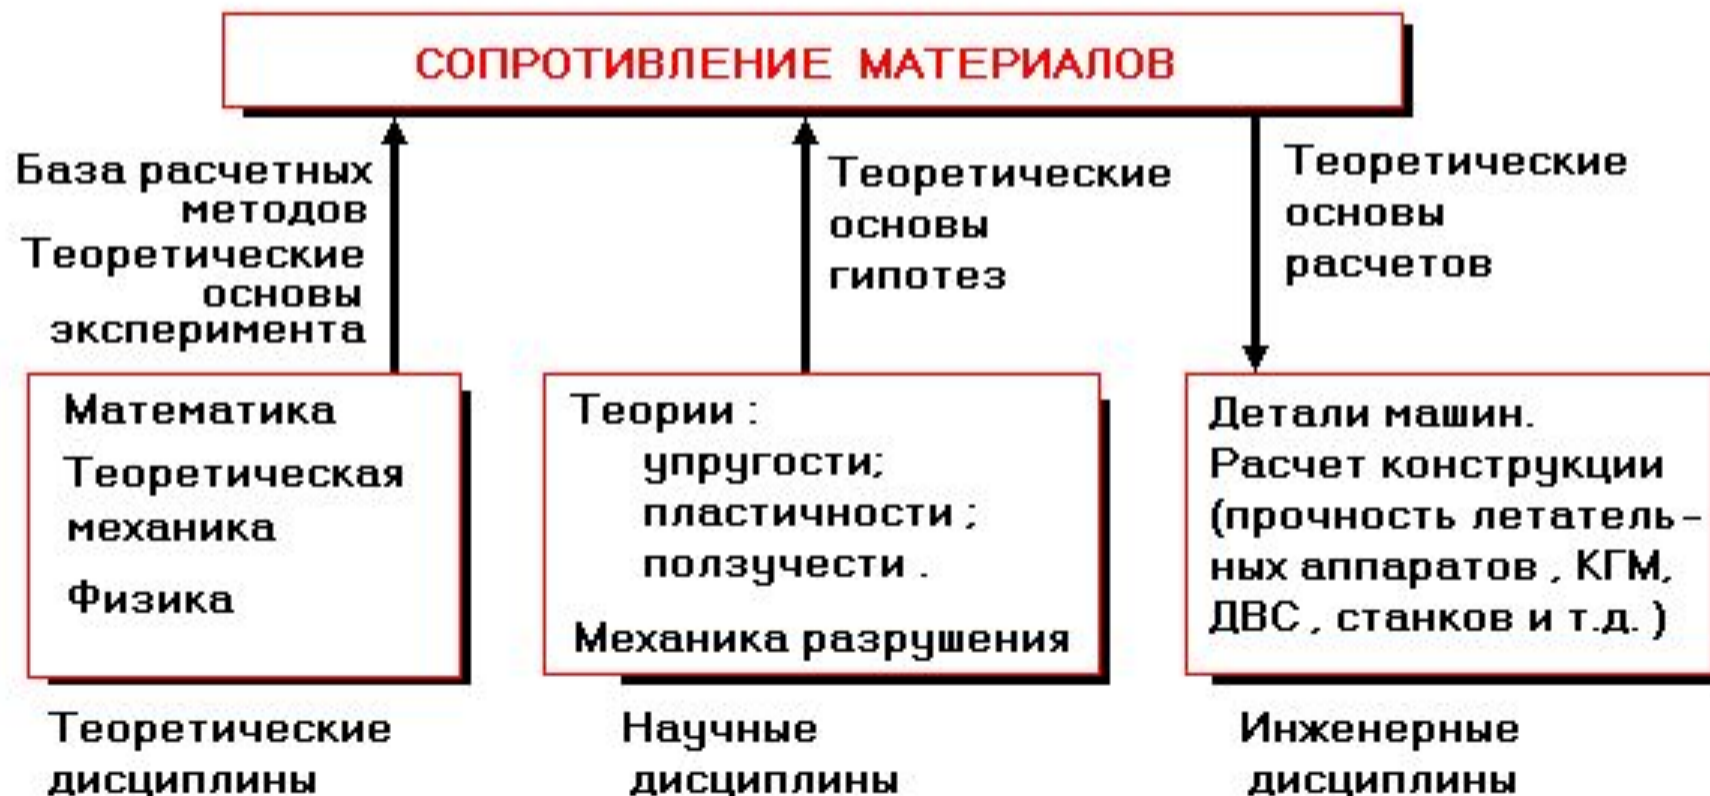 СОПРОТИВЛЕНИЕ МАТЕРИАЛОВ
База расчетных
методов
Теоретические
основы
эксперимента
Теоретические
основы
гипотез
Теоретические
основы
расчетов
Математика
Теоретическая
механика
Физика
Теории :
упругости;
пластичности ;
ползучести .
Механика разрушения
Детали машин.
Расчет конструкции
(прочность летатель-
ных аппаратов , КГМ,
ДВС , станков и т.д. )
Теоретические
дисциплины
Научные
дисциплины
Инженерные
дисциплины